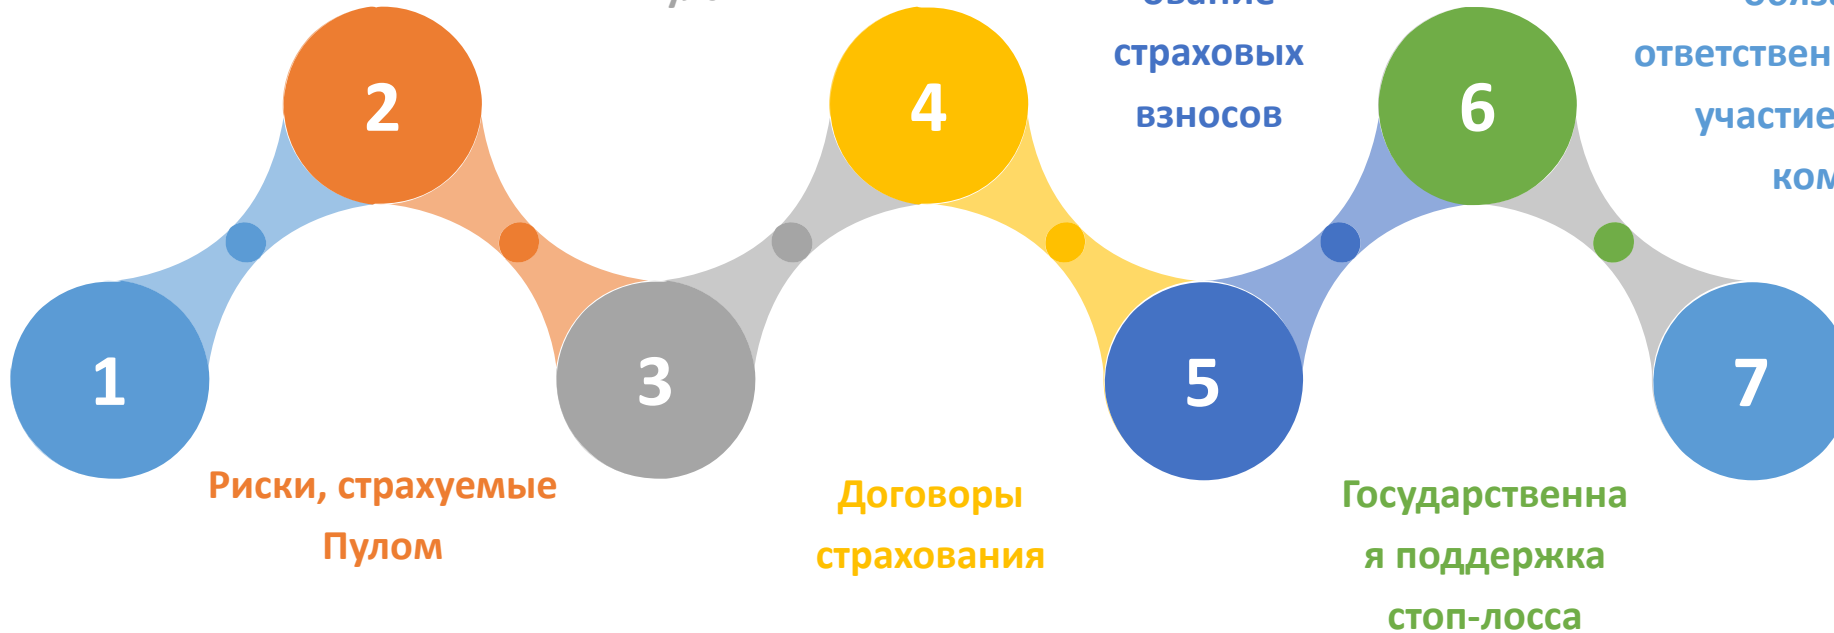 страховых
взносов
ответствен
участие
ком
2
4
6
1
3
5
7
Риски, страхуемые
Пулом
Договоры
страхования
Государственна
я поддержка
стоп-лосса